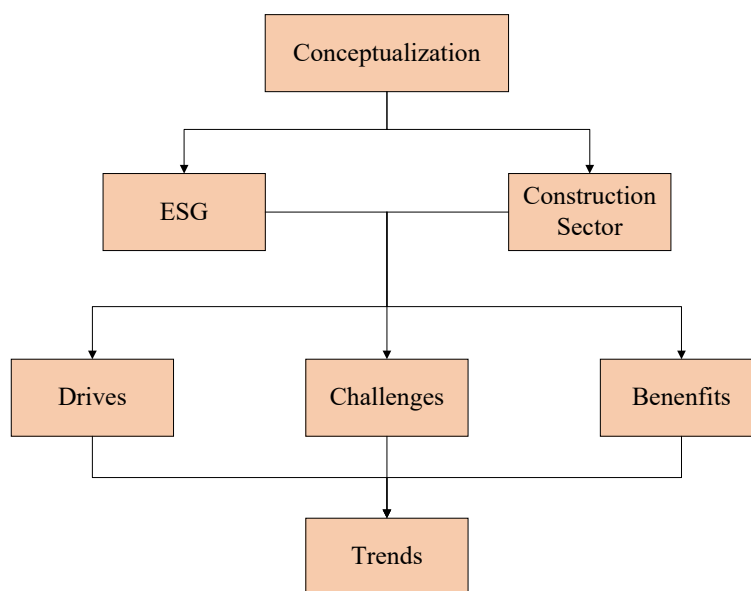 Conceptualization
ESG
Construction
Sector
Drives
Challenges
Benenfits
Trends